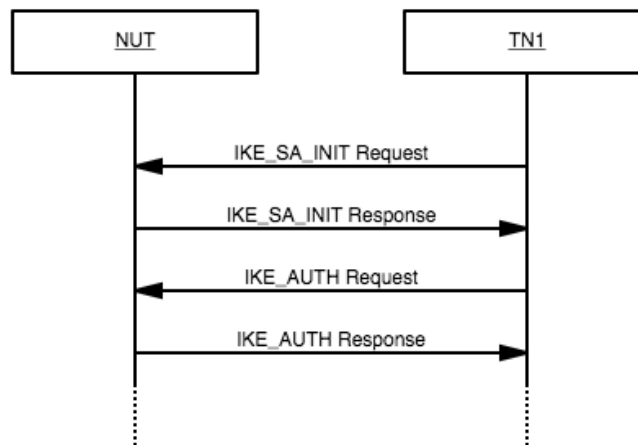 NUT
TN1
IKE_SA_INIT Request
IKE_SA_INIT Response
IKE_AUTH Request
IKE_AUTH Response